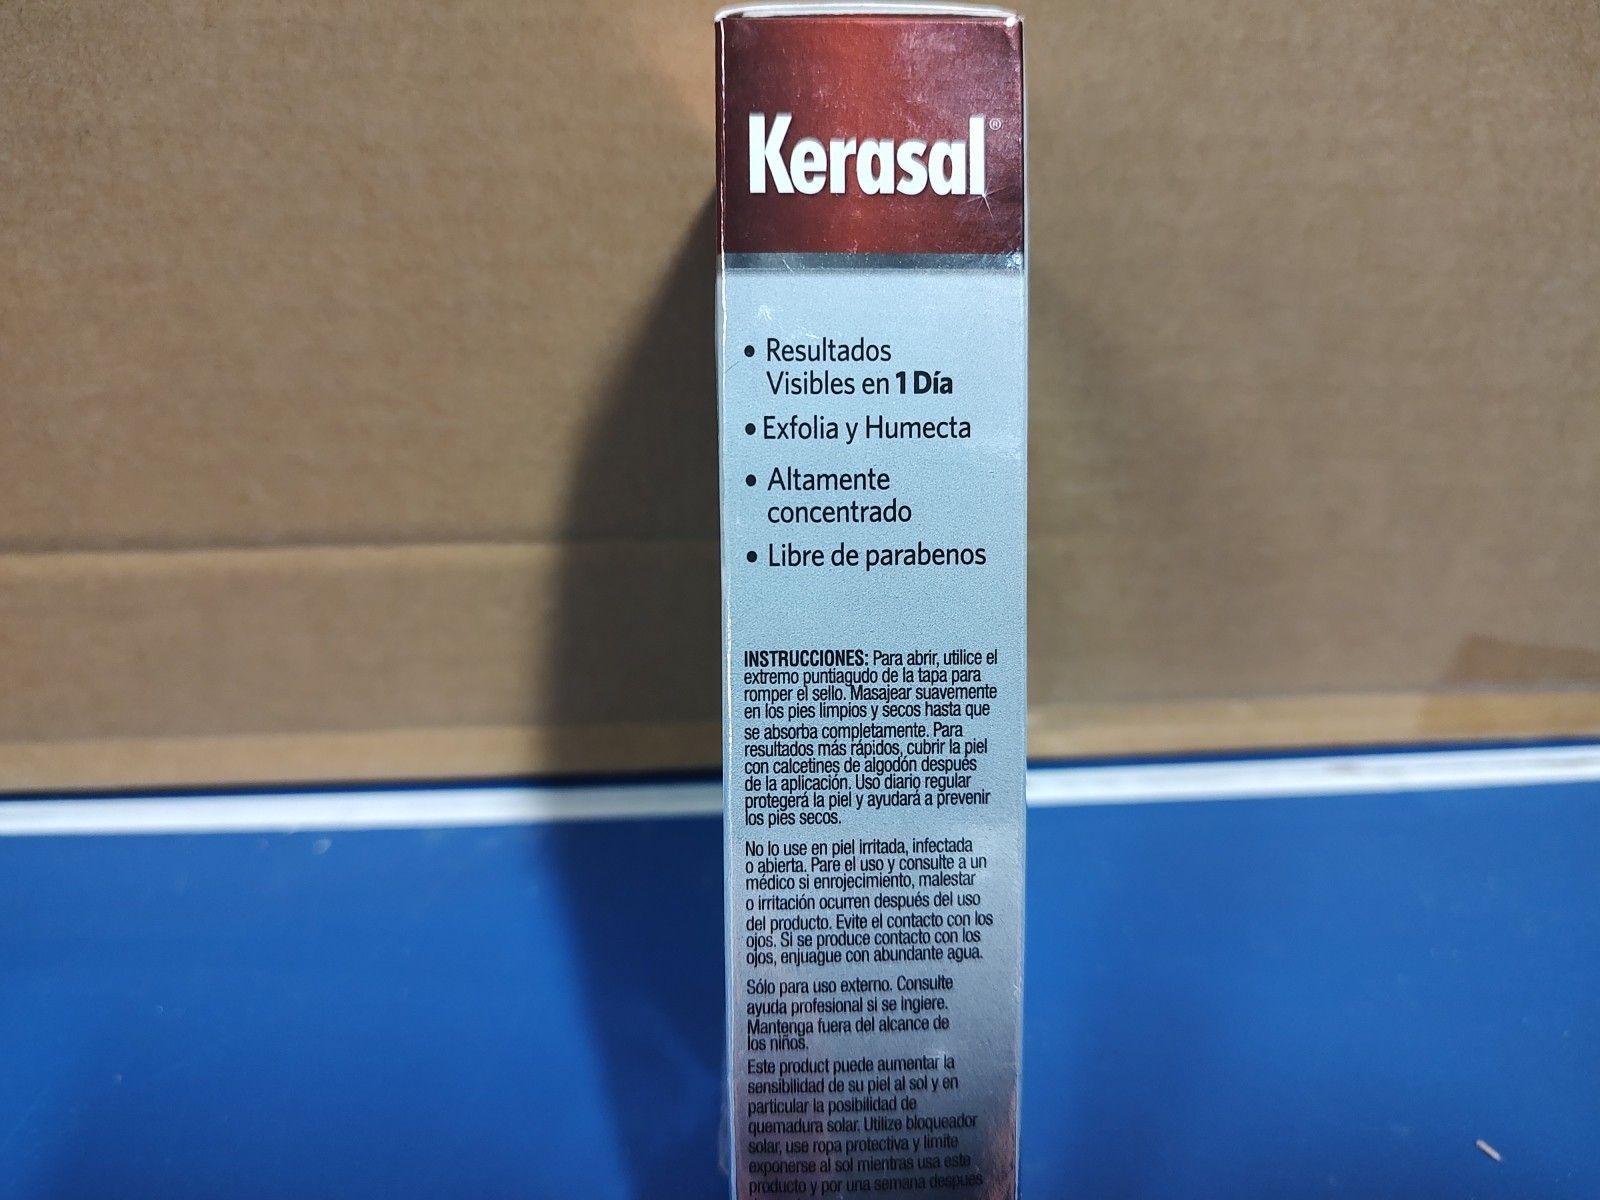 Kerasal®
• Resultados
Visibles en 1 Día
• Exfolia y Humecta
• Altamente
concentrado
• Libre de parabenos
INSTRUCCIONES: Para abrir, utilice el
extremo puntiagudo de la tapa para
romper el sello. Masajear suavemente
en los pies limpios y secos hasta que
se absorba completamente. Para
resultados más rápidos, cubrir la piel
con calcetines de algodón después
de la aplicación. Uso diario regular
protegerá la piel y ayudará a prevenir
los pies secos.
No lo use en piel irritada, infectada
o abierta. Pare el uso y consulte a un
médico si enrojecimiento, malestar
o irritación ocurren después del uso
del producto. Evite el contacto con los
ojos. Si se produce contacto con los
ojos, enjuague con abundante agua.
Sólo para uso externo. Consulte
ayuda profesional si se ingiere.
Mantenga fuera del alcance de
los niños.
Este product puede aumentar la
sensibilidad de su piel al sol y en
particular la posibilidad de
quemadura solar. Utilize bloqueador
solar, use ropa protectiva y limite
exponerse al sol mientras usa este
producto y por una semana después